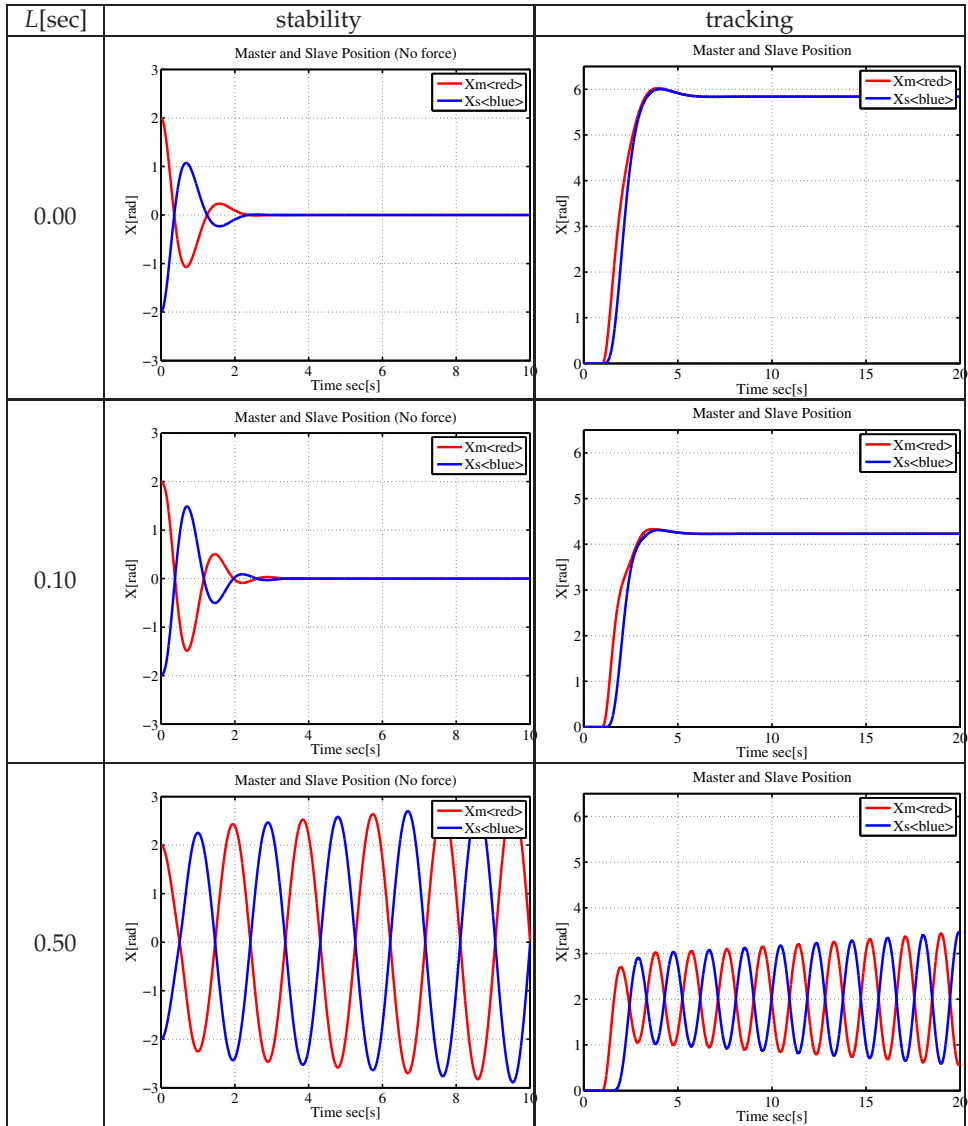 L[sec] stability tracking
0.00
Master and Slave Position (No force)
Xm<red>
Xs<blue>
X[rad]
3
2
1
0
−1
−2
−3
0 2 4 6 8 10
Time sec[s]
Master and Slave Position
Xm<red>
Xs<blue>
X[rad]
6
5
4
3
2
1
0
0 5 10 15 20
Time sec[s]
0.10
Master and Slave Position (No force)
Xm<red>
Xs<blue>
X[rad]
3
2
1
0
−1
−2
−3
0 2 4 6 8 10
Time sec[s]
Master and Slave Position
Xm<red>
Xs<blue>
X[rad]
6
5
4
3
2
1
0
0 5 10 15 20
Time sec[s]
0.50
Master and Slave Position (No force)
Xm<red>
Xs<blue>
X[rad]
3
2
1
0
−1
−2
−3
0 2 4 6 8 10
Time sec[s]
Master and Slave Position
Xm<red>
Xs<blue>
X[rad]
6
5
4
3
2
1
0
0 5 10 15 20
Time sec[s]